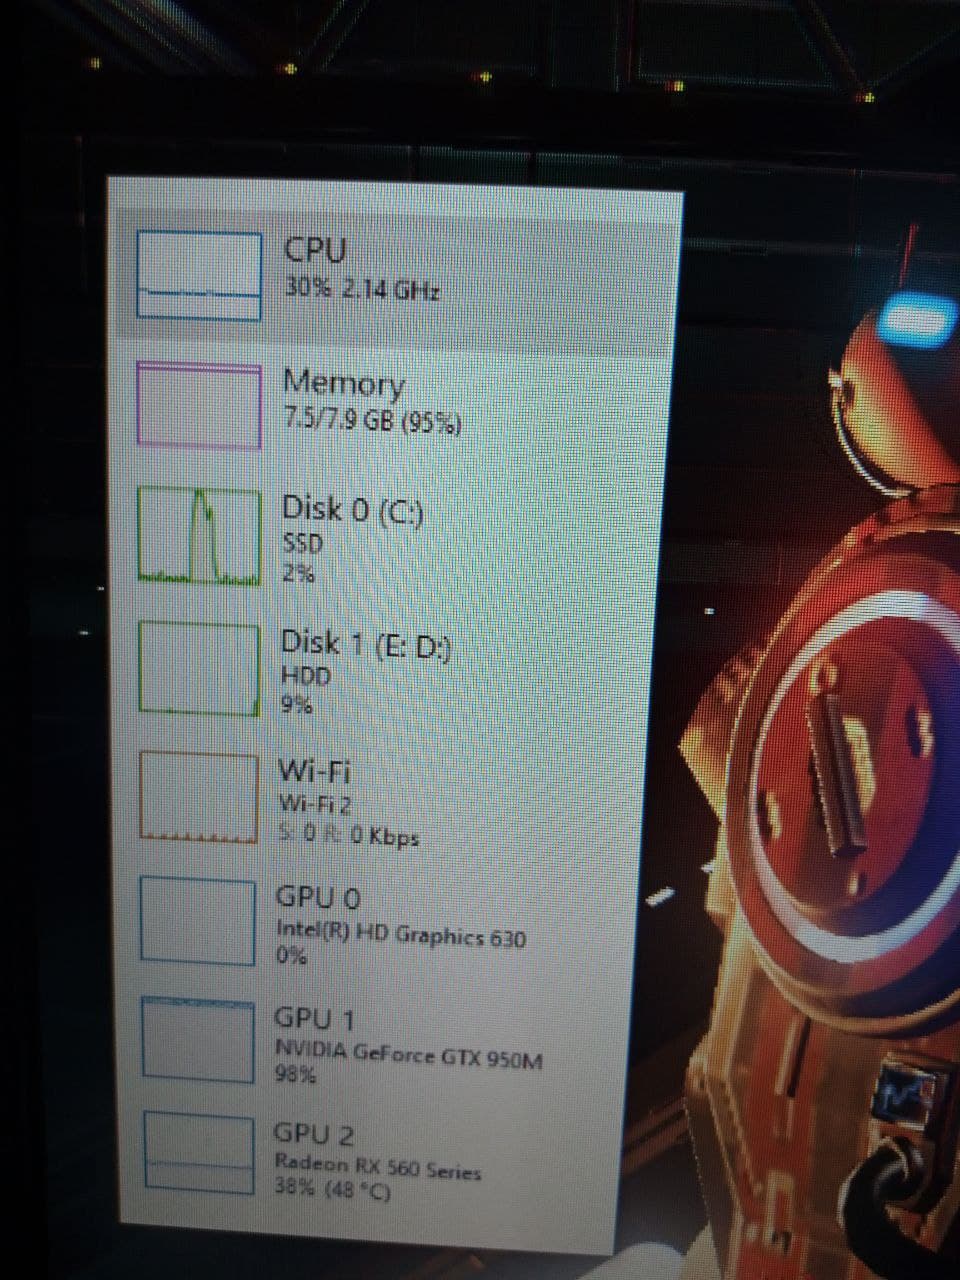 CPU
30% 2.14 GHz
Memory
7.5/7.9 GB (95%)
Disk 0 (C:)
SSD
2%
Disk 1 (E: D:)
HDD
9%
Wi-Fi
Wi-Fi 2
S: 0 R: 0 Kbps
GPU 0
Intel(R) HD Graphics 630
0%
GPU 1
NVIDIA GeForce GTX 950M
98%
GPU 2
Radeon RX 560 Series
38% (48 °C)